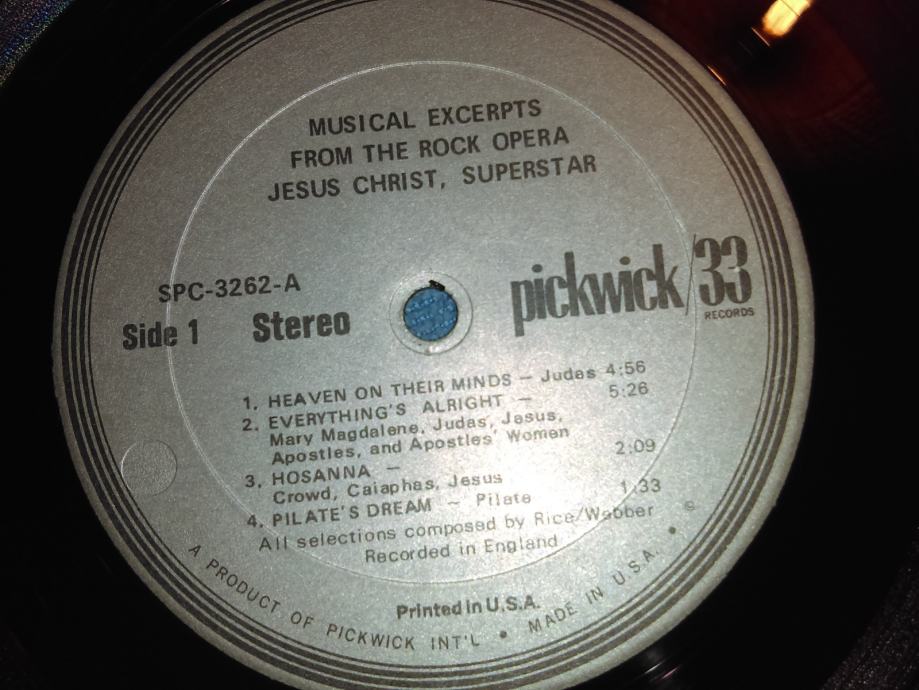 MUSICAL EXCERPTS
FROM THE ROCK OPERA
JESUS CHRIST, SUPERSTAR
SPC-3262-A
Side 1 Stereo
pickwick/33
RECORDS
1. HEAVEN ON THEIR MINDS — Judas 4:56
2. EVERYTHING'S ALRIGHT — 5:26
Mary Magdalene, Judas, Jesus,
Apostles, and Apostles' Women
3. HOSANNA — 2:09
Crowd, Caiaphas, Jesus
4. PILATE'S DREAM — Pilate 1:33
All selections composed by Rice/Webber
Recorded in England
Printed in U.S.A.
A PRODUCT OF PICKWICK INT'L • MADE IN U.S.A. • ©